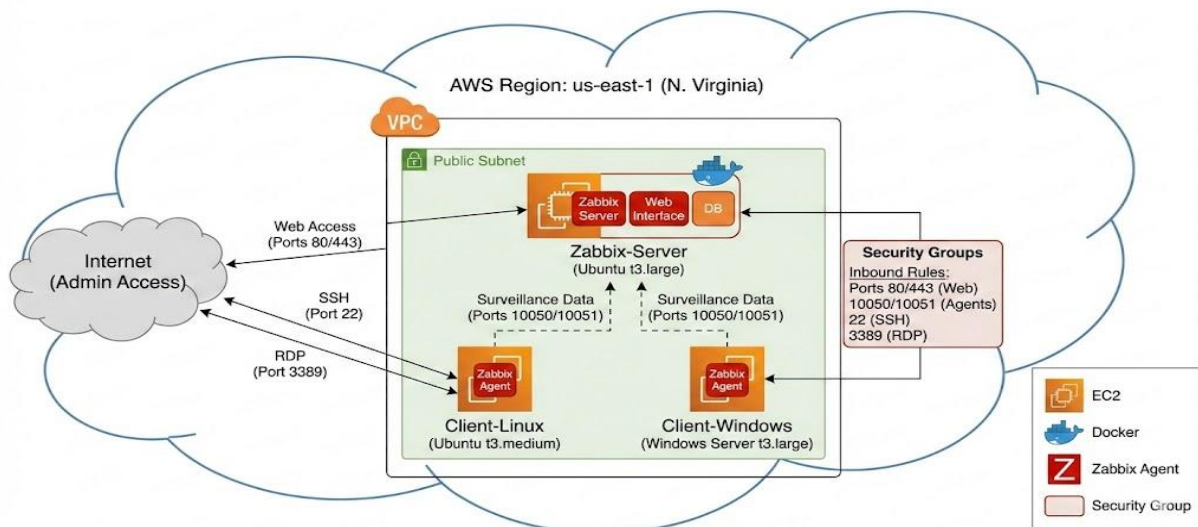 AWS Region: us-east-1 (N. Virginia)
VPC
Public Subnet
Zabbix
Server
Web
Interface
DB
Zabbix-Server
(Ubuntu t3.large)
Web Access
(Ports 80/443)
Internet
(Admin Access)
SSH
(Port 22)
RDP
(Port 3389)
Surveillance Data
(Ports 10050/10051)
Surveillance Data
(Ports 10050/10051)
Zabbix
Agent
Client-Linux
(Ubuntu t3.medium)
Zabbix
Agent
Client-Windows
(Windows Server t3.large)
Security Groups
Inbound Rules:
Ports 80/443 (Web)
10050/10051 (Agents)
22 (SSH)
3389 (RDP)
EC2
Docker
Z
Zabbix Agent
Security Group